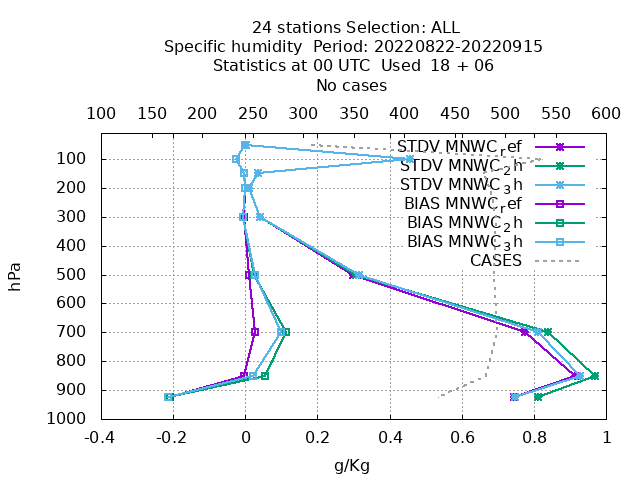 24 stations Selection: ALL
Specific humidity  Period: 20220822-20220915
Statistics at 00 UTC  Used  18 + 06
No cases
100 150 200 250 300 350 400 450 500 550 600
STDV MNWC_ref
STDV MNWC_2h
STDV MNWC_3h
BIAS MNWC_ref
BIAS MNWC_2h
BIAS MNWC_3h
CASES
hPa
100
200
300
400
500
600
700
800
900
1000
-0.4 -0.2 0 0.2 0.4 0.6 0.8 1
g/Kg